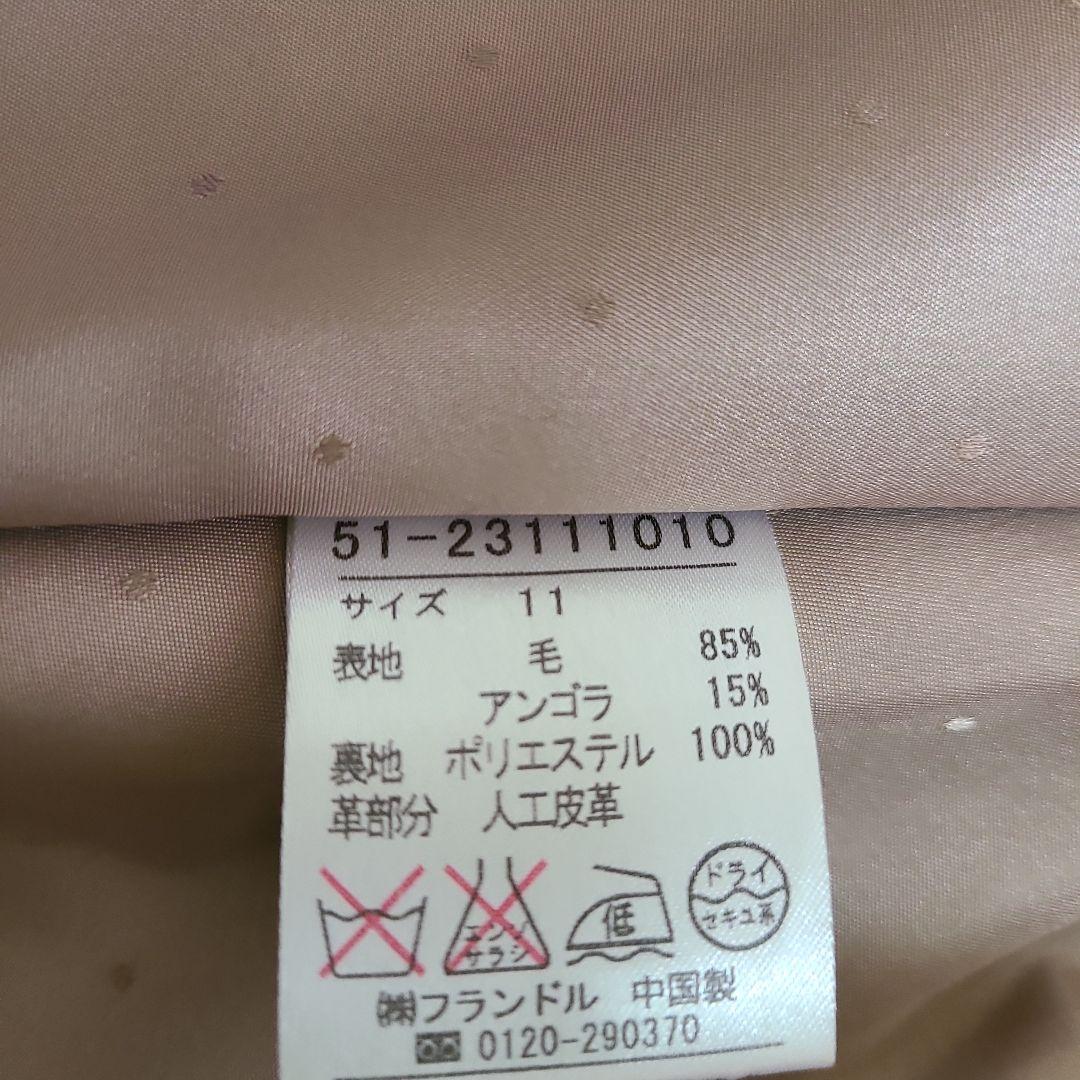 51-23111010
サイズ 11
表地 毛 85%
アンゴラ 15%
裏地 ポリエステル 100%
革部分 人工皮革
エンソ
サラシ
低
ドライ
セキユ系
㈱フランドル 中国製
0120-290370